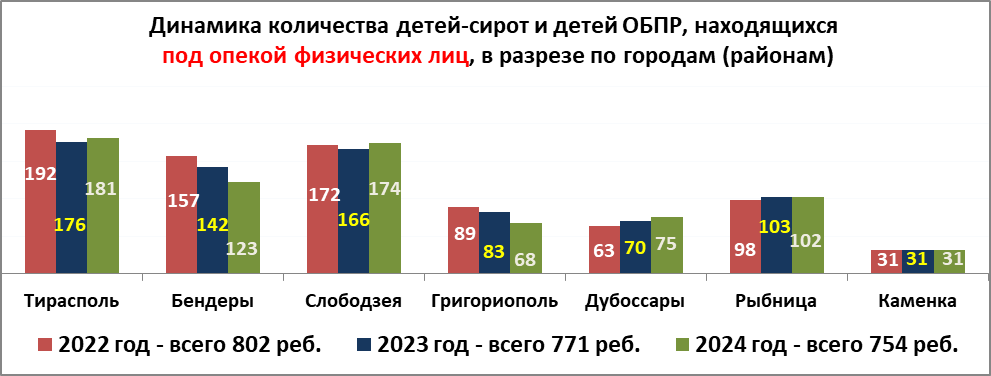 Динамика количества детей-сирот и детей ОБПР, находящихся
под опекой физических лиц, в разрезе по городам (районам)
192 176 181
157 142 123
172 166 174
89 83 68
63 70 75
98 103 102
31 31 31
Тирасполь Бендеры Слободзея Григориополь Дубоссары Рыбница Каменка
2022 год - всего 802 реб. 2023 год - всего 771 реб. 2024 год - всего 754 реб.